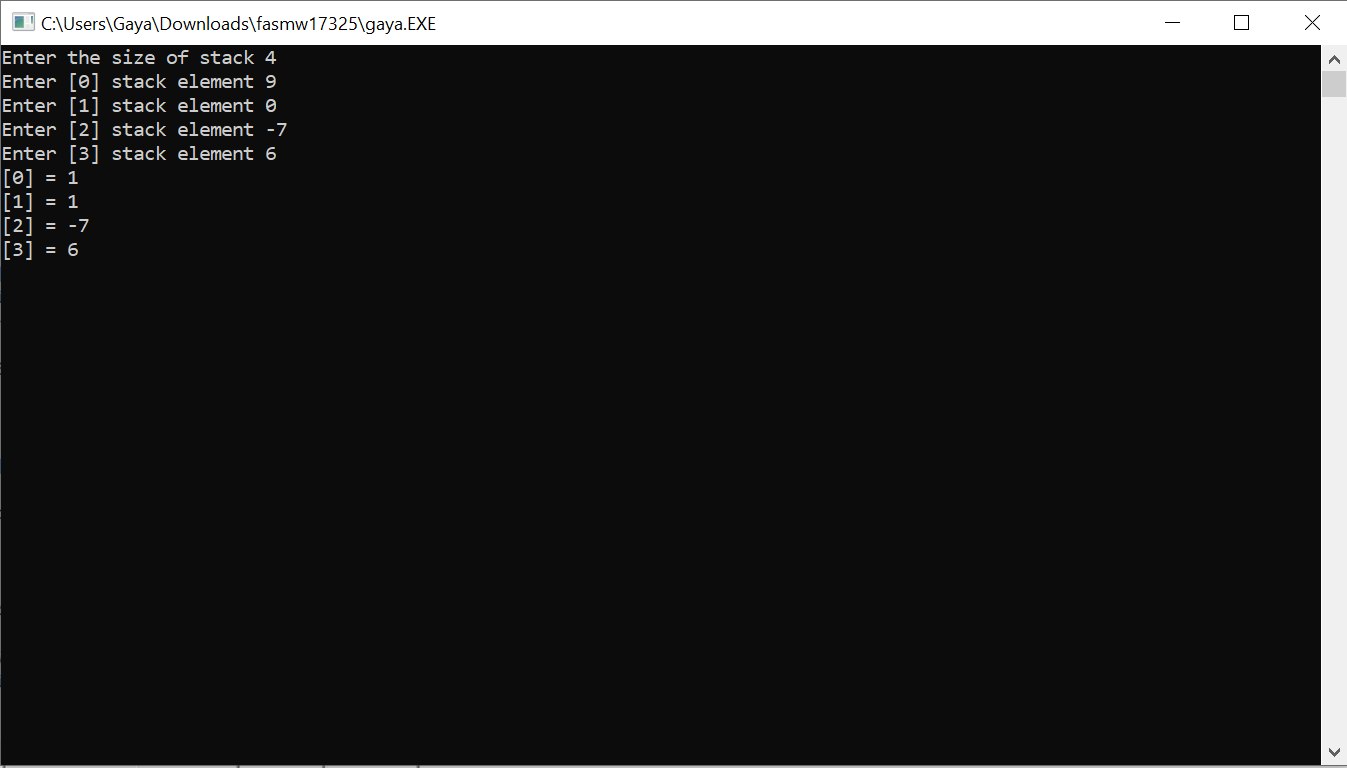 C:\Users\Gaya\Downloads\fasmw17325\gaya.EXE
Enter the size of stack 4
Enter [0] stack element 9
Enter [1] stack element 0
Enter [2] stack element -7
Enter [3] stack element 6
[0] = 1
[1] = 1
[2] = -7
[3] = 6